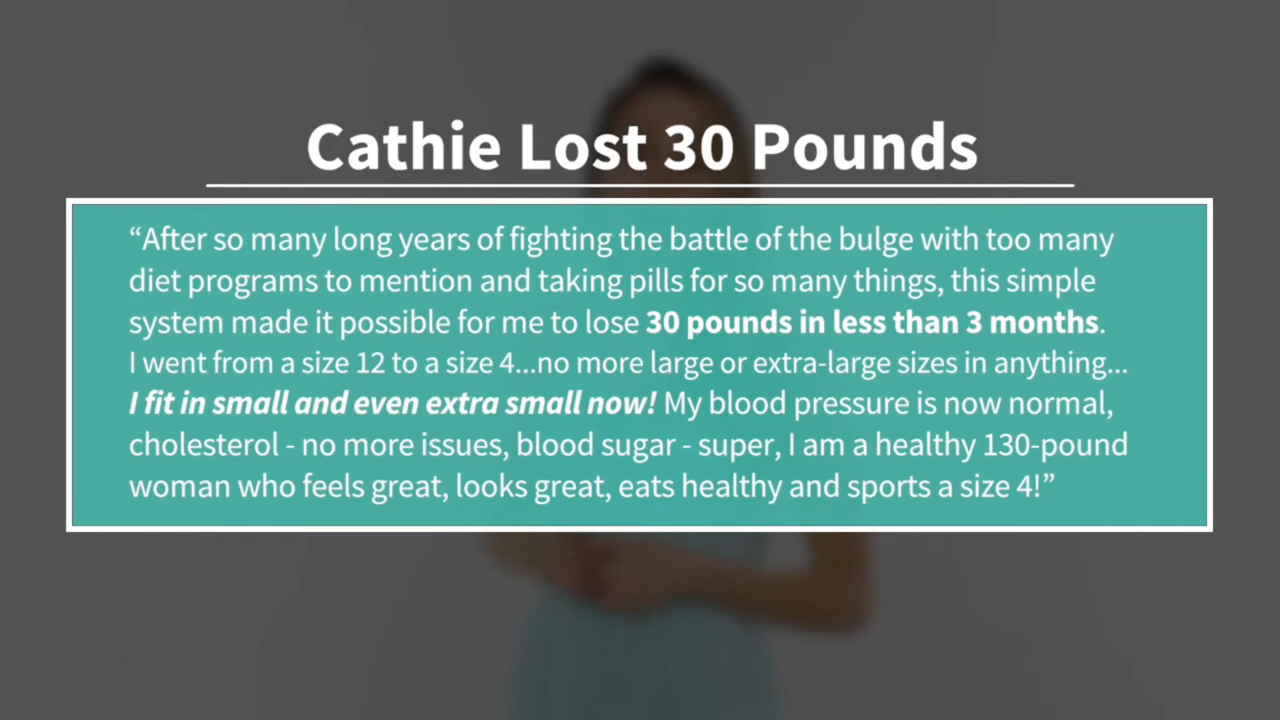 Cathie Lost 30 Pounds
“After so many long years of fighting the battle of the bulge with too many
diet programs to mention and taking pills for so many things, this simple
system made it possible for me to lose 30 pounds in less than 3 months.
I went from a size 12 to a size 4...no more large or extra-large sizes in anything...
I fit in small and even extra small now! My blood pressure is now normal,
cholesterol - no more issues, blood sugar - super, I am a healthy 130-pound
woman who feels great, looks great, eats healthy and sports a size 4!”